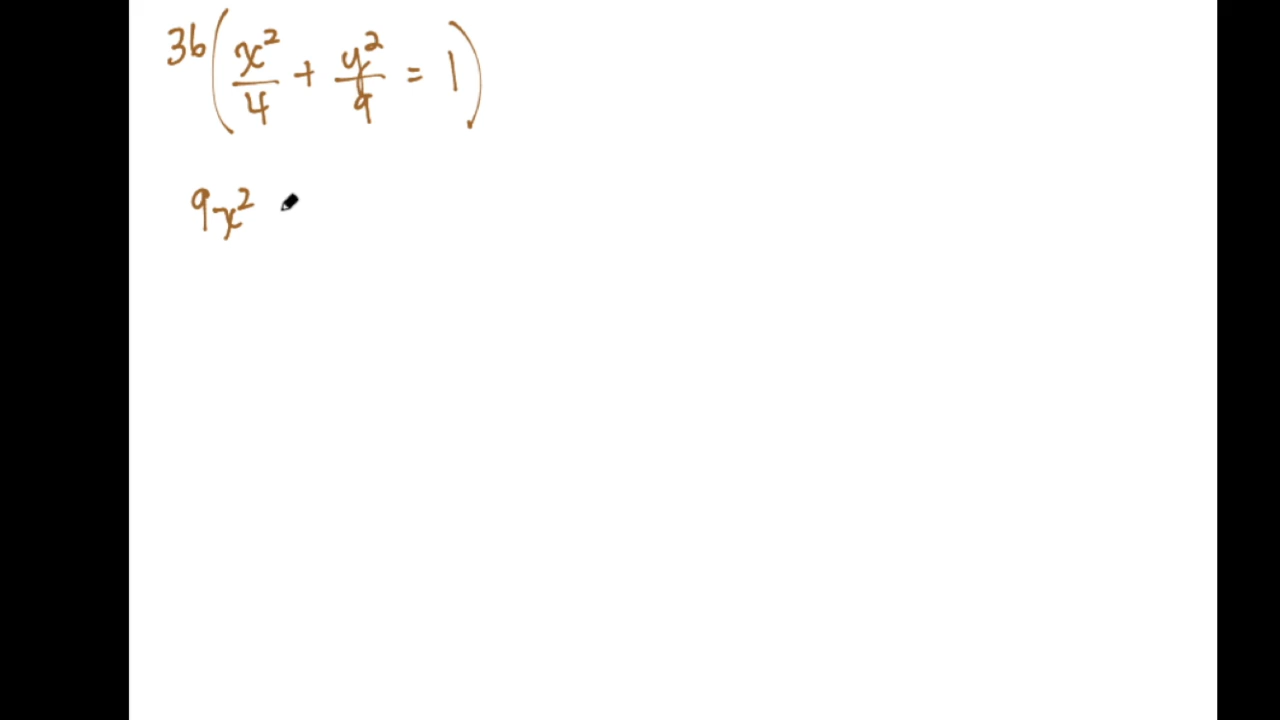 36(x²/4 + y²/9 = 1)
9x²